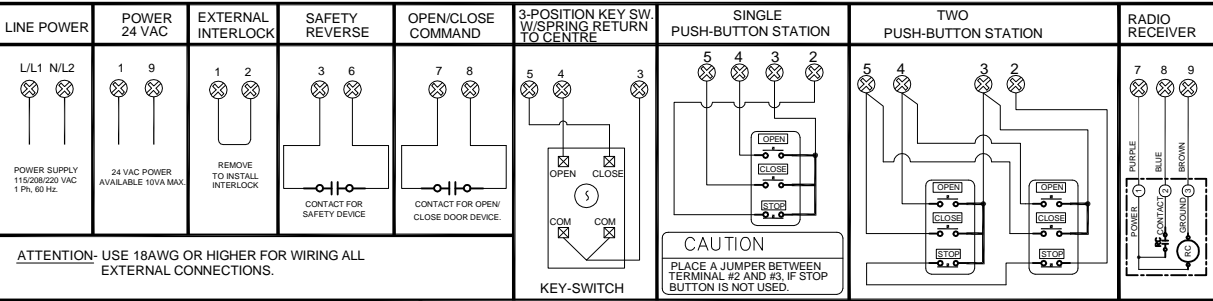 LINE POWER
POWER
24 VAC
EXTERNAL
INTERLOCK
SAFETY
REVERSE
OPEN/CLOSE
COMMAND
3-POSITION KEY SW.
W/SPRING RETURN
TO CENTRE
SINGLE
PUSH-BUTTON STATION
TWO
PUSH-BUTTON STATION
RADIO
RECEIVER
L/L1 N/L2
POWER SUPPLY
115/208/220 VAC
1 Ph, 60 Hz.
1 9
24 VAC POWER
AVAILABLE 10VA MAX.
1 2
REMOVE
TO INSTALL
INTERLOCK
3 6
CONTACT FOR
SAFETY DEVICE
7 8
CONTACT FOR OPEN/
CLOSE DOOR DEVICE.
ATTENTION- USE 18AWG OR HIGHER FOR WIRING ALL
EXTERNAL CONNECTIONS.
5 4 3
OPEN CLOSE
S
COM COM
KEY-SWITCH
5 4 3 2
OPEN
CLOSE
STOP
CAUTION
PLACE A JUMPER BETWEEN
TERMINAL #2 AND #3, IF STOP
BUTTON IS NOT USED.
5 4 3 2
OPEN
CLOSE
STOP
OPEN
CLOSE
STOP
7 8 9
PURPLE
BLUE
BROWN
1 2 3
POWER
CONTACT
GROUND
RC
RC